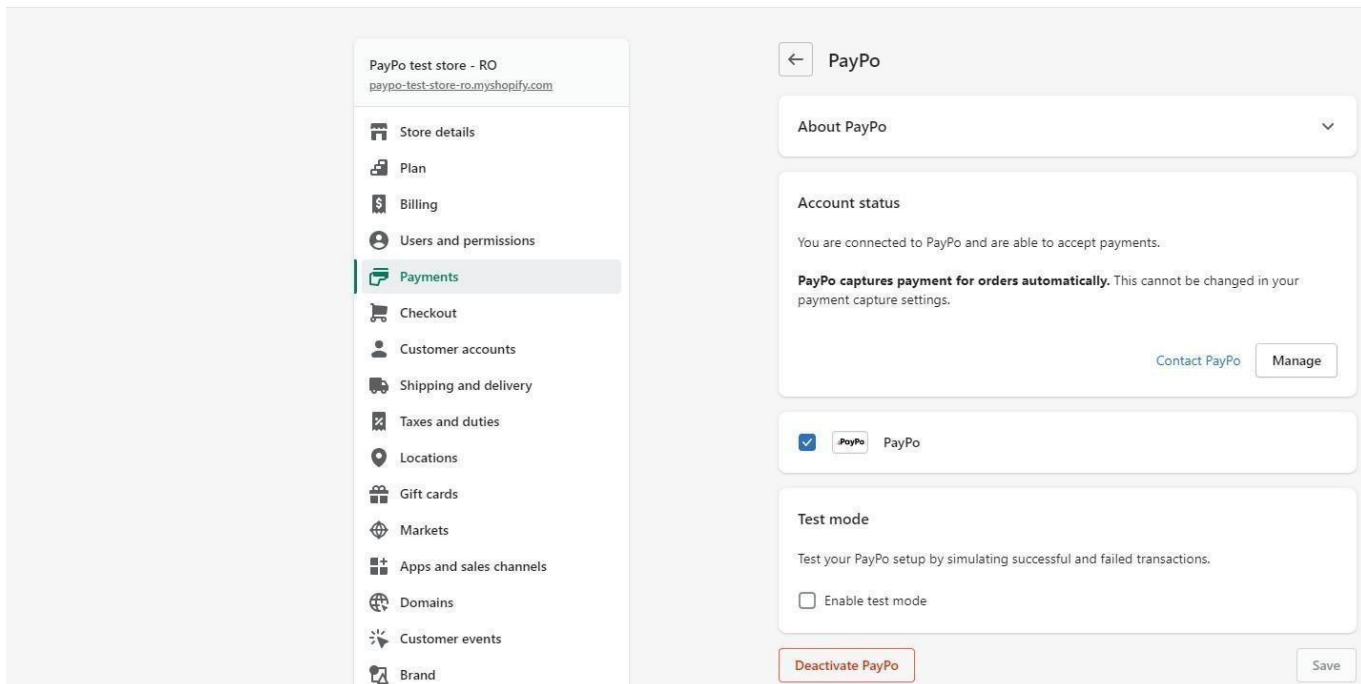 PayPo test store - RO
paypo-test-store-ro.myshopify.com
Store details
Plan
Billing
Users and permissions
Payments
Checkout
Customer accounts
Shipping and delivery
Taxes and duties
Locations
Gift cards
Markets
Apps and sales channels
Domains
Customer events
Brand
PayPo
About PayPo
Account status
You are connected to PayPo and are able to accept payments.
PayPo captures payment for orders automatically. This cannot be changed in your
payment capture settings.
Contact PayPo
Manage
PayPo
PayPo
Test mode
Test your PayPo setup by simulating successful and failed transactions.
Enable test mode
Deactivate PayPo
Save